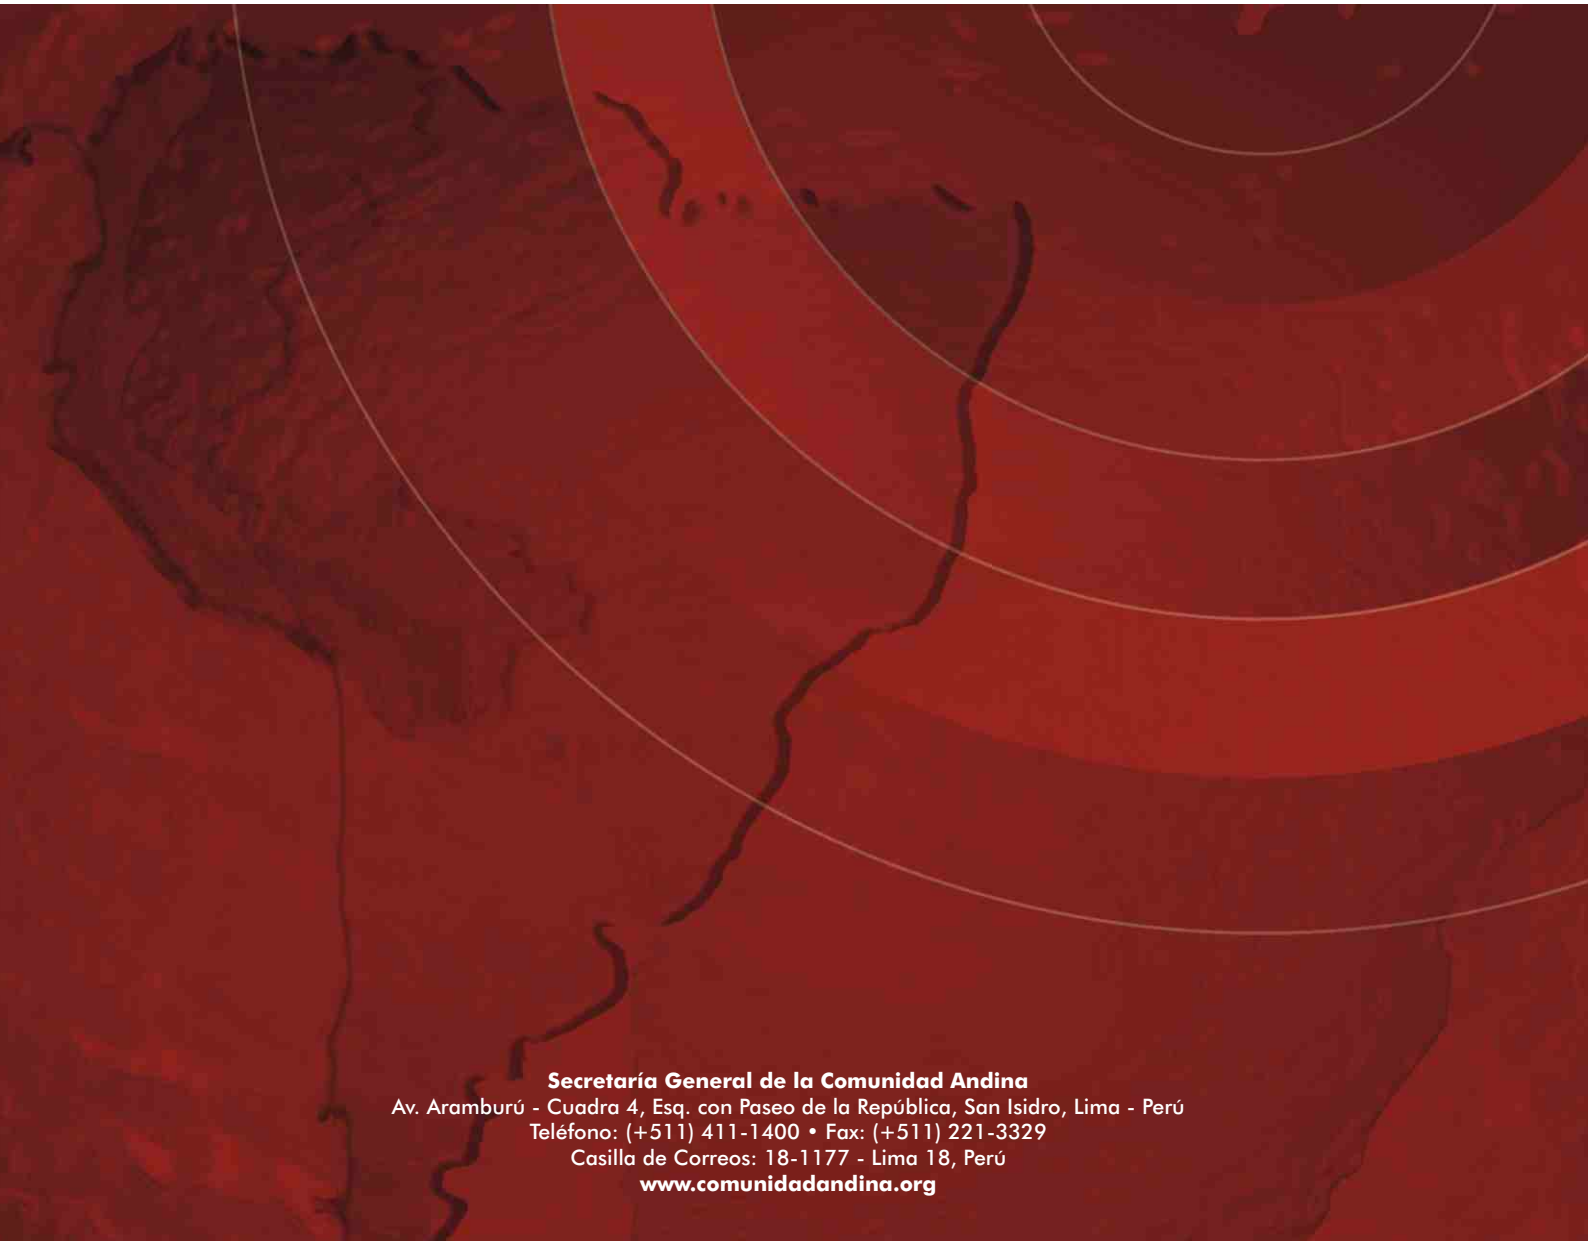 Secretaría General de la Comunidad Andina
Av. Aramburú - Cuadra 4, Esq. con Paseo de la República, San Isidro, Lima - Perú
Teléfono: (+511) 411-1400 • Fax: (+511) 221-3329
Casilla de Correos: 18-1177 - Lima 18, Perú
www.comunidadandina.org